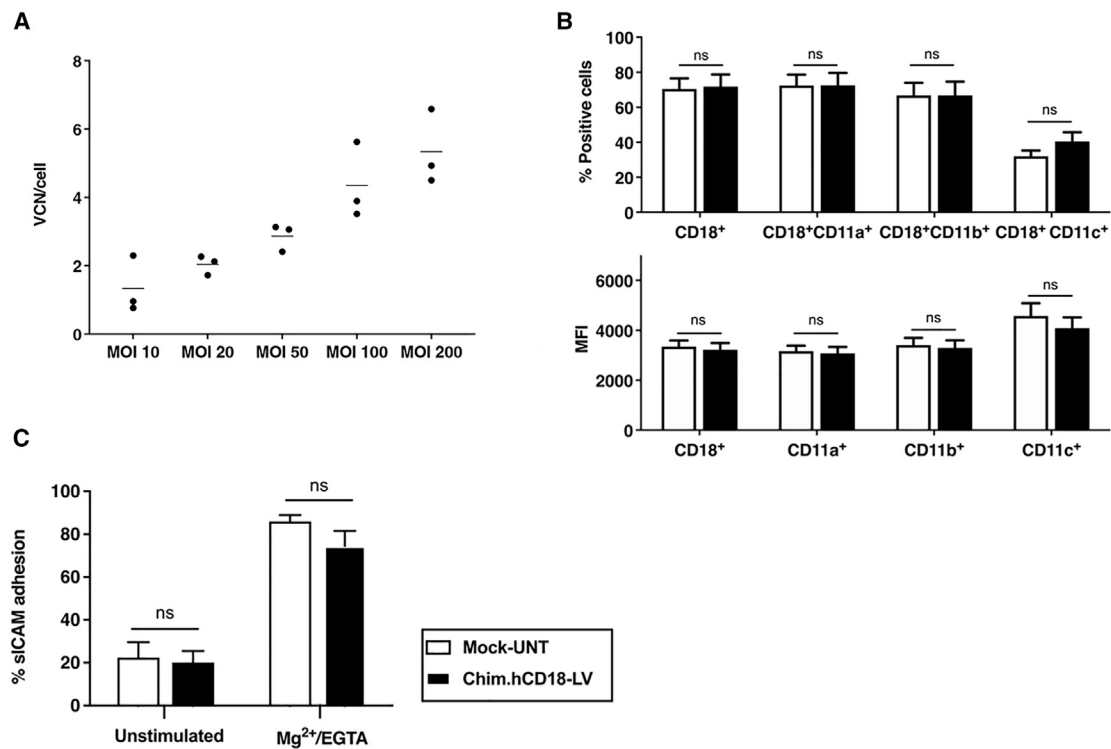 A
8
6
4
2
0
VCN/cell
MOI 10 MOI 20 MOI 50 MOI 100 MOI 200
B
100
80
60
40
20
0
% Positive cells
ns ns ns ns
CD18⁺ CD18⁺CD11a⁺ CD18⁺CD11b⁺ CD18⁺ CD11c⁺
6000
4000
2000
0
MFI
ns ns ns ns
CD18⁺ CD11a⁺ CD11b⁺ CD11c⁺
C
100
80
60
40
20
0
% sICAM adhesion
ns ns
Unstimulated Mg²⁺/EGTA
Mock-UNT
Chim.hCD18-LV